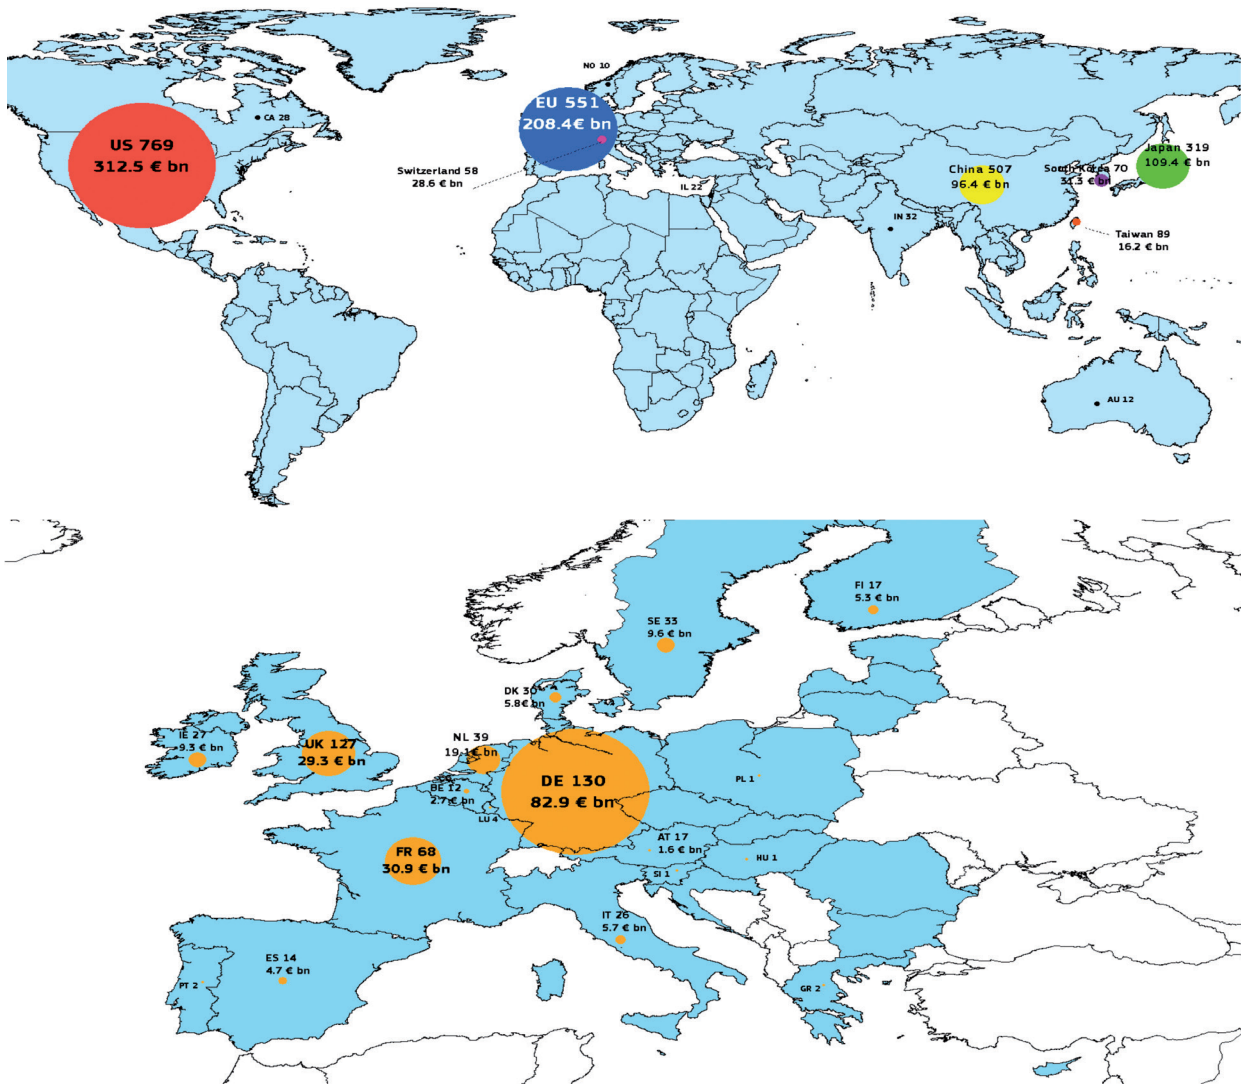 NO 10
EU 551
208.4€ bn
CA 28
US 769
312.5 € bn
Switzerland 58
28.6 € bn
IL 22
IN 32
China 507
96.4 € bn
South Korea 70
31.3 € bn
Japan 319
109.4 € bn
Taiwan 89
16.2 € bn
AU 12
FI 17
5.3 € bn
SE 33
9.6 € bn
DK 30
5.8€ bn
IE 27
9.3 € bn
UK 127
29.3 € bn
NL 39
19.1€ bn
BE 12
2.7 € bn
LU 4
DE 130
82.9 € bn
PL 1
AT 17
1.6 € bn
HU 1
SI 1
FR 68
30.9 € bn
IT 26
5.7 € bn
ES 14
4.7 € bn
PT 2
GR 2